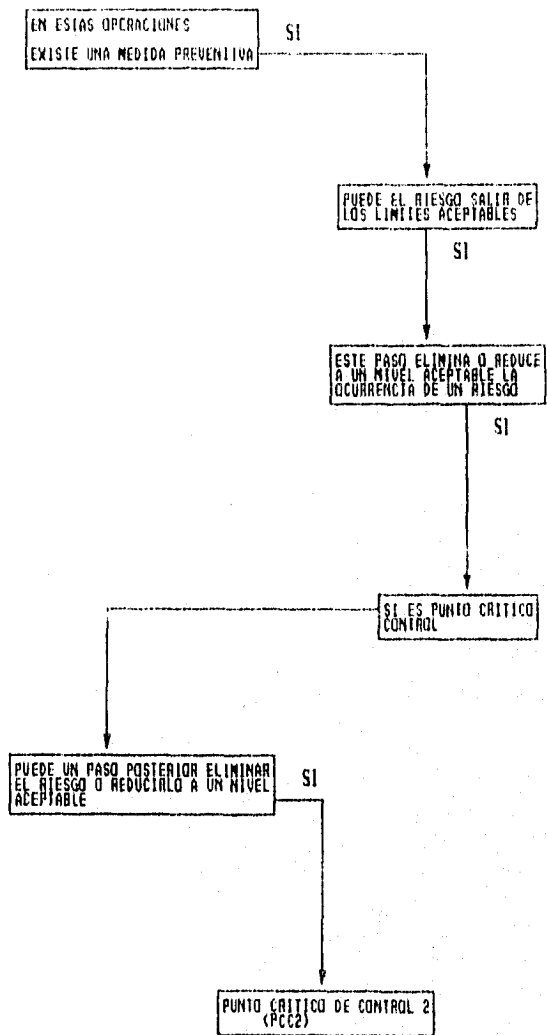 EN ESTAS OPERACIONES
EXISTE UNA MEDIDA PREVENTIVA
SI
PUEDE EL RIESGO SALIR DE
LOS LIMITES ACEPTABLES
SI
ESTE PASO ELIMINA O REDUCE
A UN NIVEL ACEPTABLE LA
OCURRENCIA DE UN RIESGO
SI
SI ES PUNTO CRITICO
CONTROL
PUEDE UN PASO POSTERIOR ELIMINAR
EL RIESGO O REDUCIRLO A UN NIVEL
ACEPTABLE
SI
PUNTO CRITICO DE CONTROL 2
(PCC2)